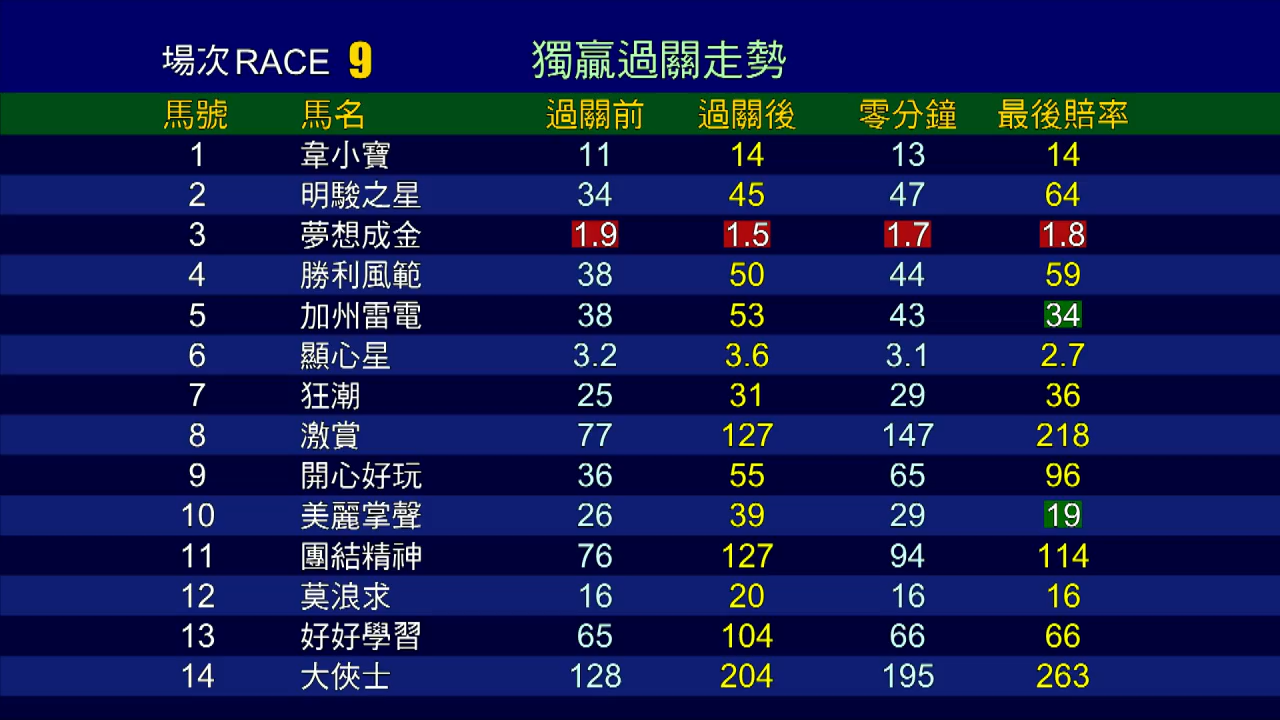 場次RACE 9 獨贏過關走勢
馬號 馬名 過關前 過關後 零分鐘 最後賠率
1 韋小寶 11 14 13 14
2 明駿之星 34 45 47 64
3 夢想成金 1.9 1.5 1.7 1.8
4 勝利風範 38 50 44 59
5 加州雷電 38 53 43 34
6 顯心星 3.2 3.6 3.1 2.7
7 狂潮 25 31 29 36
8 激賞 77 127 147 218
9 開心好玩 36 55 65 96
10 美麗掌聲 26 39 29 19
11 團結精神 76 127 94 114
12 莫浪求 16 20 16 16
13 好好學習 65 104 66 66
14 大俠士 128 204 195 263